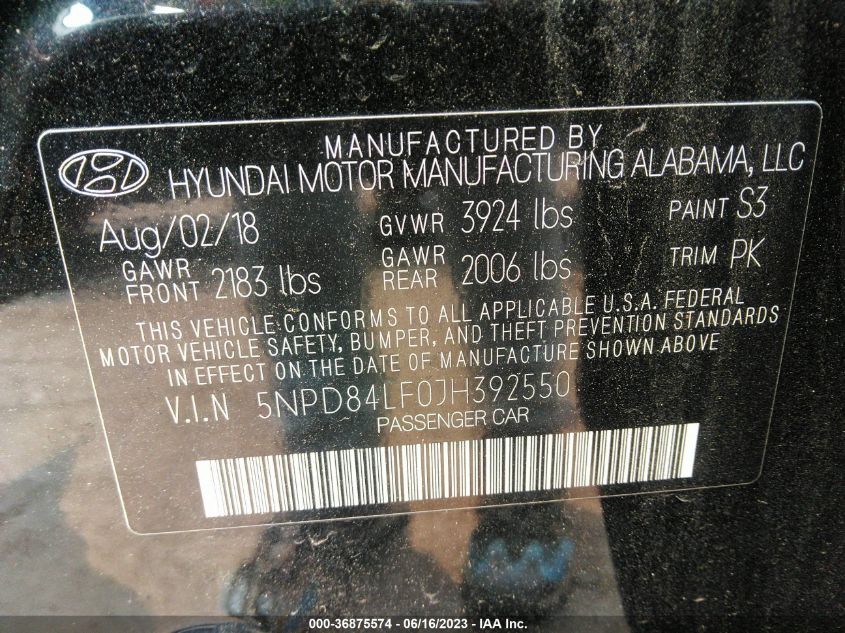 MANUFACTURED BY
HYUNDAI MOTOR MANUFACTURING ALABAMA, LLC
Aug/02/18 GVWR 3924 lbs PAINT S3
GAWR FRONT 2183 lbs GAWR REAR 2006 lbs TRIM PK
THIS VEHICLE CONFORMS TO ALL APPLICABLE U.S.A. FEDERAL
MOTOR VEHICLE SAFETY, BUMPER, AND THEFT PREVENTION STANDARDS
IN EFFECT ON THE DATE OF MANUFACTURE SHOWN ABOVE
V.I.N 5NPD84LF0JH392550
PASSENGER CAR
000-36875574 - 06/16/2023 - IAA Inc.